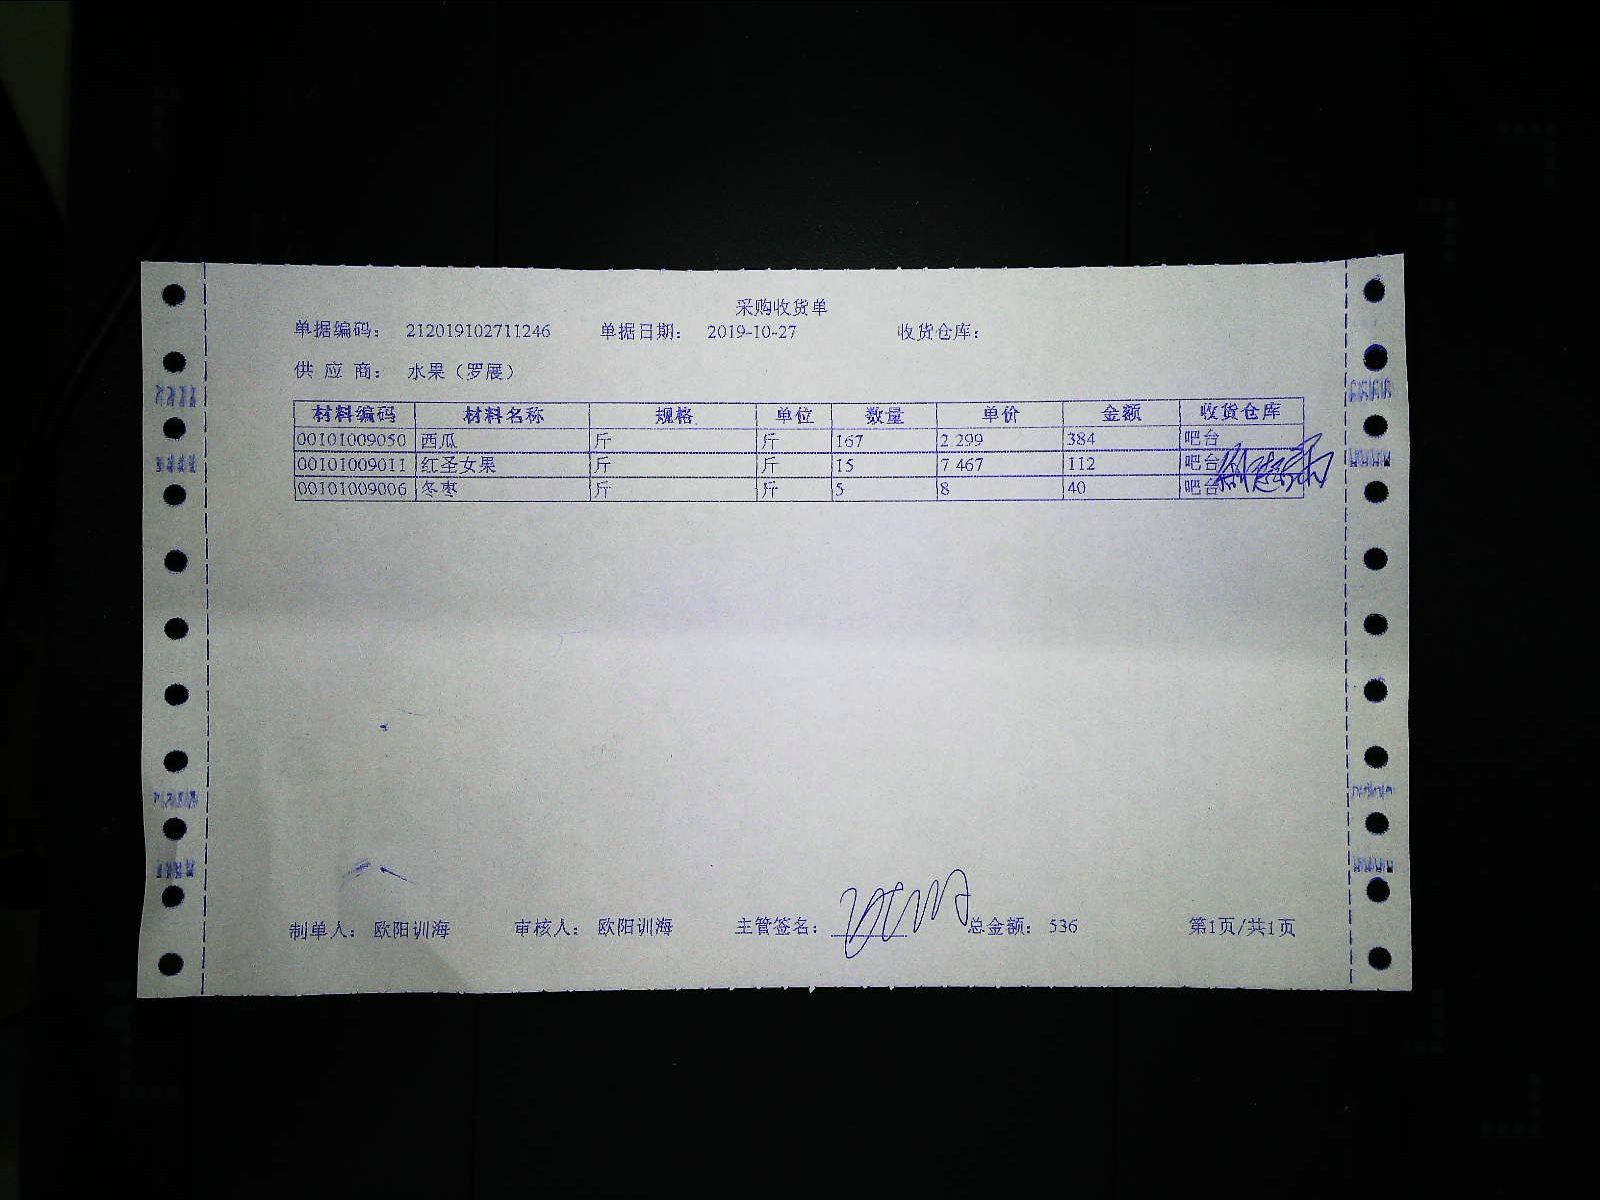 采购收货单
单据编码： 212019102711246 单据日期： 2019-10-27 收货仓库：
供 应 商： 水果（罗展）
材料编码 材料名称 规格 单位 数量 单价 金额 收货仓库
00101009050 西瓜 斤 斤 167 2.299 384 吧台
00101009011 红圣女果 斤 斤 15 7.467 112 吧台
00101009006 冬枣 斤 斤 5 8 40 吧台
制单人： 欧阳训海 审核人： 欧阳训海 主管签名： 总金额： 536 第1页/共1页